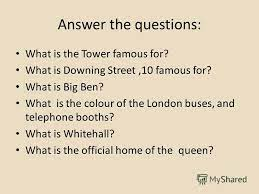 Answer the questions:
• What is the Tower famous for?
• What is Downing Street ,10 famous for?
• What is Big Ben?
• What  is the colour of the London buses, and
telephone booths?
• What is Whitehall?
• What is the official home of the  queen?
MyShared